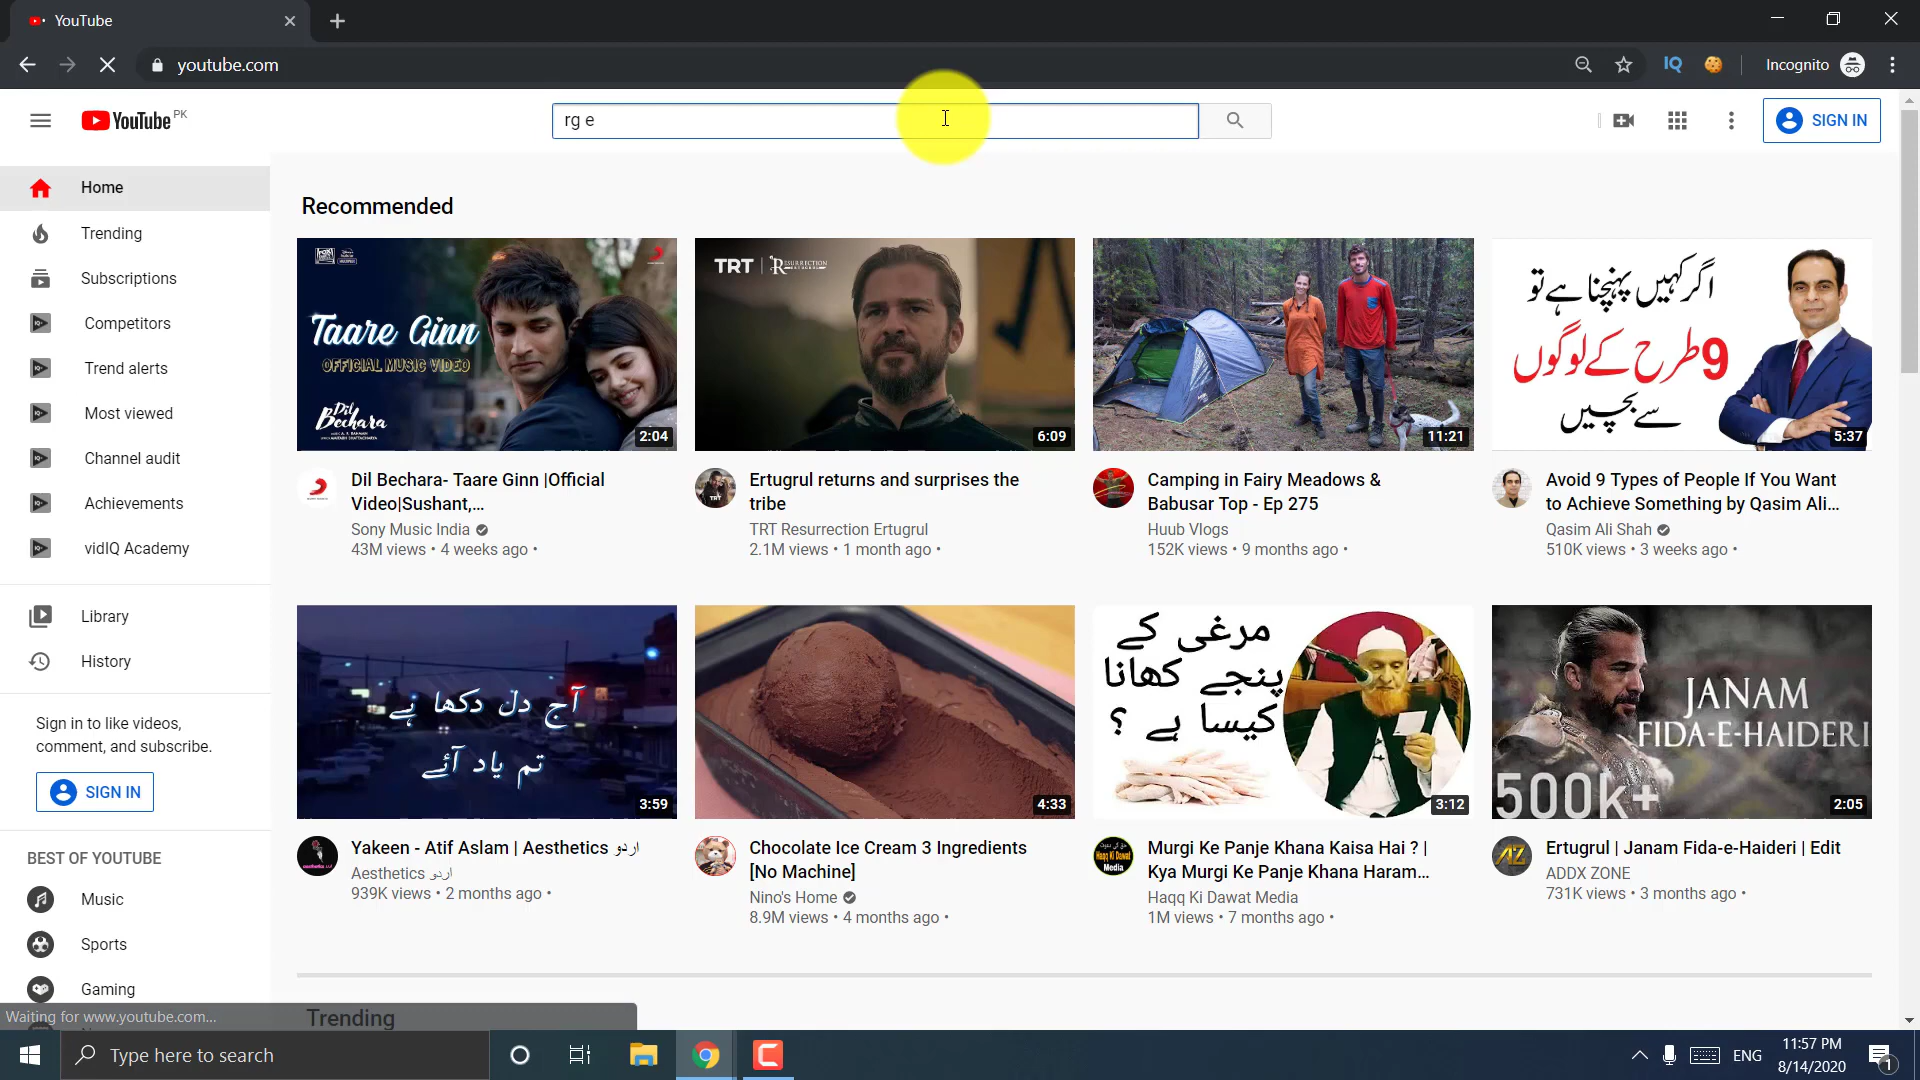 YouTube
youtube.com
IQ
Incognito
YouTube PK
rg e
SIGN IN
Home
Trending
Subscriptions
Competitors
Trend alerts
Most viewed
Channel audit
Achievements
vidIQ Academy
Library
History
Sign in to like videos,
comment, and subscribe.
SIGN IN
BEST OF YOUTUBE
Music
Sports
Gaming
Recommended
Taare Ginn
OFFICIAL MUSIC VIDEO
Dil
Bechara
2:04
Dil Bechara- Taare Ginn |Official
Video|Sushant,...
Sony Music India
43M views • 4 weeks ago •
TRT | RESURRECTION
6:09
Ertugrul returns and surprises the
tribe
TRT Resurrection Ertugrul
2.1M views • 1 month ago •
11:21
Camping in Fairy Meadows &
Babusar Top - Ep 275
Huub Vlogs
152K views • 9 months ago •
اگر کہیں پہنچنا ہے تو
9 طرح کے لوگوں
سے بچیں
5:37
Avoid 9 Types of People If You Want
to Achieve Something by Qasim Ali...
Qasim Ali Shah
510K views • 3 weeks ago •
آج دل دکھا ہے
تم یاد آئے
3:59
Yakeen - Atif Aslam | Aesthetics اردو
Aesthetics اردو
939K views • 2 months ago •
4:33
Chocolate Ice Cream 3 Ingredients
[No Machine]
Nino's Home
8.9M views • 4 months ago •
مرغی کے
پنجے کھانا
کیسا ہے ؟
3:12
Haqq Ki Dawat
Media
Murgi Ke Panje Khana Kaisa Hai ? |
Kya Murgi Ke Panje Khana Haram...
Haqq Ki Dawat Media
1M views • 7 months ago •
JANAM
FIDA-E-HAIDERI
500k+
2:05
AZ
Ertugrul | Janam Fida-e-Haideri | Edit
ADDX ZONE
731K views • 3 months ago •
Trending
Waiting for www.youtube.com...
Type here to search
ENG
11:57 PM
8/14/2020
1